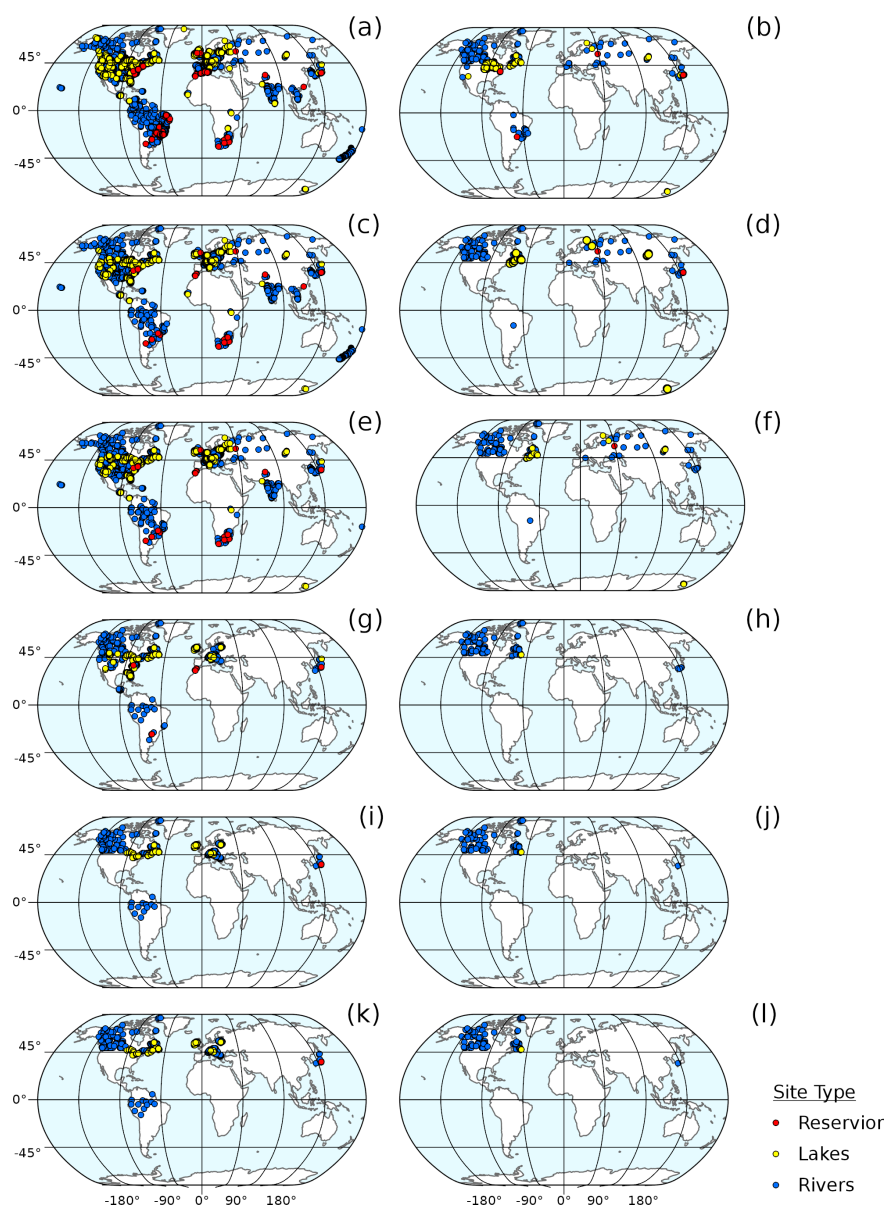 (a)
(b)
45°
0°
-45°
(c)
(d)
45°
0°
-45°
(e)
(f)
45°
0°
-45°
(g)
(h)
45°
0°
-45°
(i)
(j)
45°
0°
-45°
(k)
(l)
45°
0°
-45°
-180° -90° 0° 90° 180° -180° -90° 0° 90° 180°
Site Type
Reservior
Lakes
Rivers